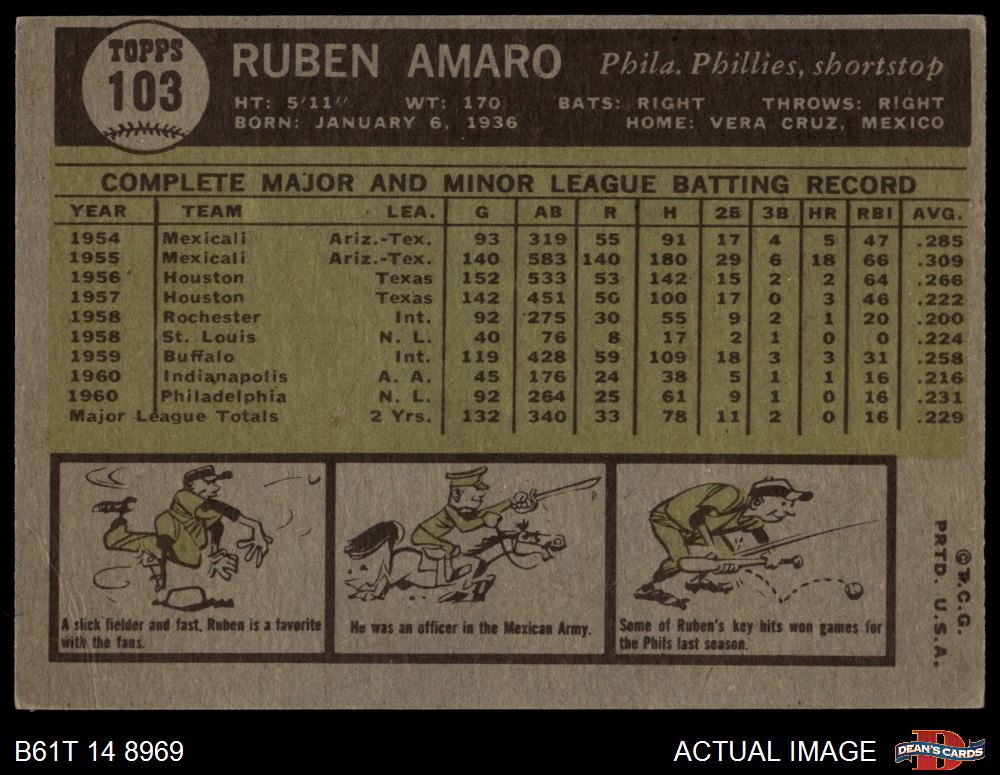 TOPPS
103
RUBEN AMARO Phila. Phillies, shortstop
HT: 5'11" WT: 170 BATS: RIGHT THROWS: RIGHT
BORN: JANUARY 6, 1936 HOME: VERA CRUZ, MEXICO
COMPLETE MAJOR AND MINOR LEAGUE BATTING RECORD
YEAR TEAM LEA. G AB R H 2B 3B HR RBI AVG.
1954 Mexicali Ariz.-Tex. 93 319 55 91 17 4 5 47 .285
1955 Mexicali Ariz.-Tex. 140 583 140 180 29 6 18 66 .309
1956 Houston Texas 152 533 53 142 15 2 2 64 .266
1957 Houston Texas 142 451 50 100 17 0 3 46 .222
1958 Rochester Int. 92 275 30 55 9 2 1 20 .200
1958 St. Louis N. L. 40 76 8 17 2 1 0 0 .224
1959 Buffalo Int. 119 428 59 109 18 3 3 31 .258
1960 Indianapolis A. A. 45 176 24 38 5 1 1 16 .216
1960 Philadelphia N. L. 92 264 25 61 9 1 0 16 .231
Major League Totals 2 Yrs. 132 340 33 78 11 2 0 16 .229
A slick fielder and fast, Ruben is a favorite
with the fans.
He was an officer in the Mexican Army.
Some of Ruben's key hits won games for
the Phils last season.
©T.C.G.
PRTD. U.S.A.
B61T 14 8969
ACTUAL IMAGE
DEAN'S CARDS